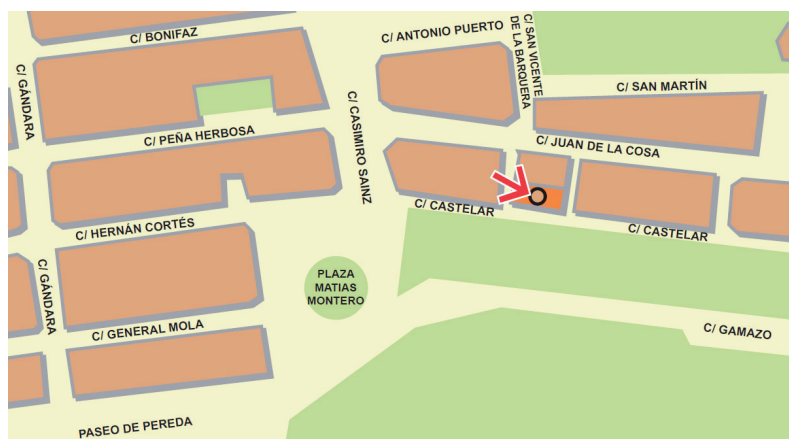 C/ BONIFAZ
C/ ANTONIO PUERTO
C/ SAN VICENTE
DE LA BARQUERA
C/ GÁNDARA
C/ SAN MARTÍN
C/ CASIMIRO SAINZ
C/ PEÑA HERBOSA
C/ JUAN DE LA COSA
C/ CASTELAR
C/ HERNÁN CORTÉS
C/ CASTELAR
C/ GÁNDARA
PLAZA
MATIAS
MONTERO
C/ GENERAL MOLA
C/ GAMAZO
PASEO DE PEREDA